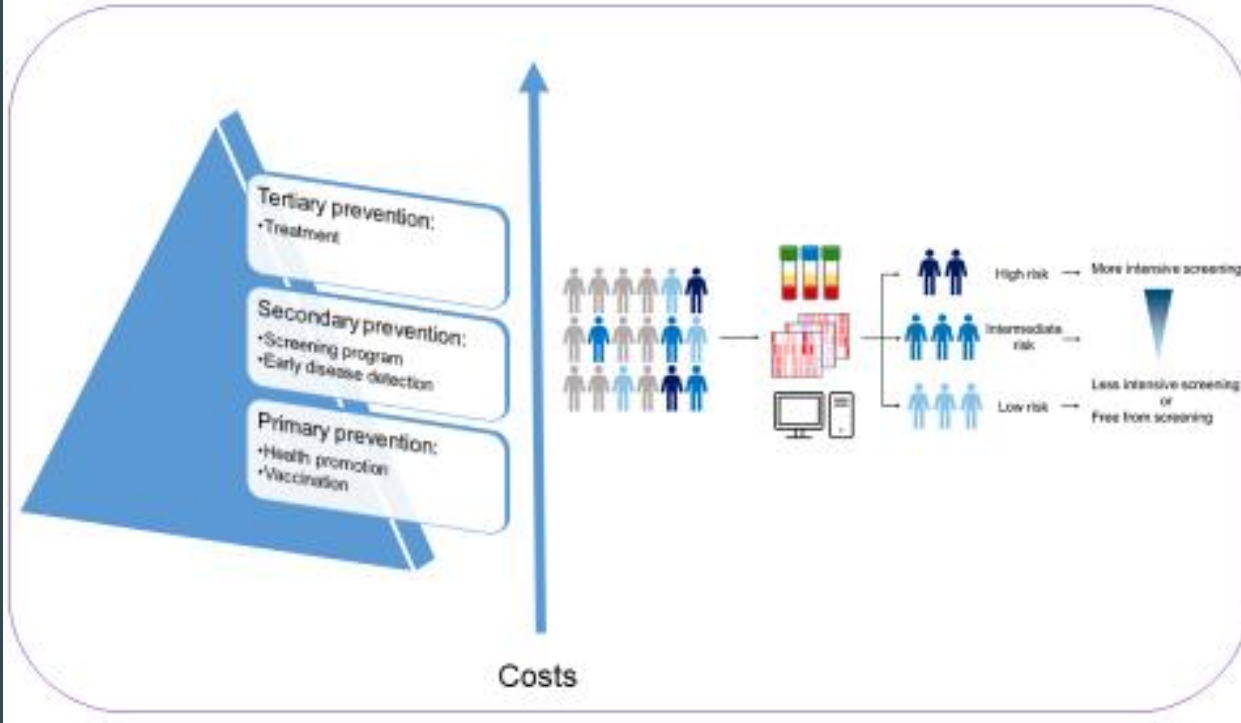 Tertiary prevention:
•Treatment
Secondary prevention:
•Screening program
•Early disease detection
Primary prevention:
•Health promotion
•Vaccination
Costs
High risk
Intermediate
risk
Low risk
More intensive screening
Less intensive screening
or
Free from screening